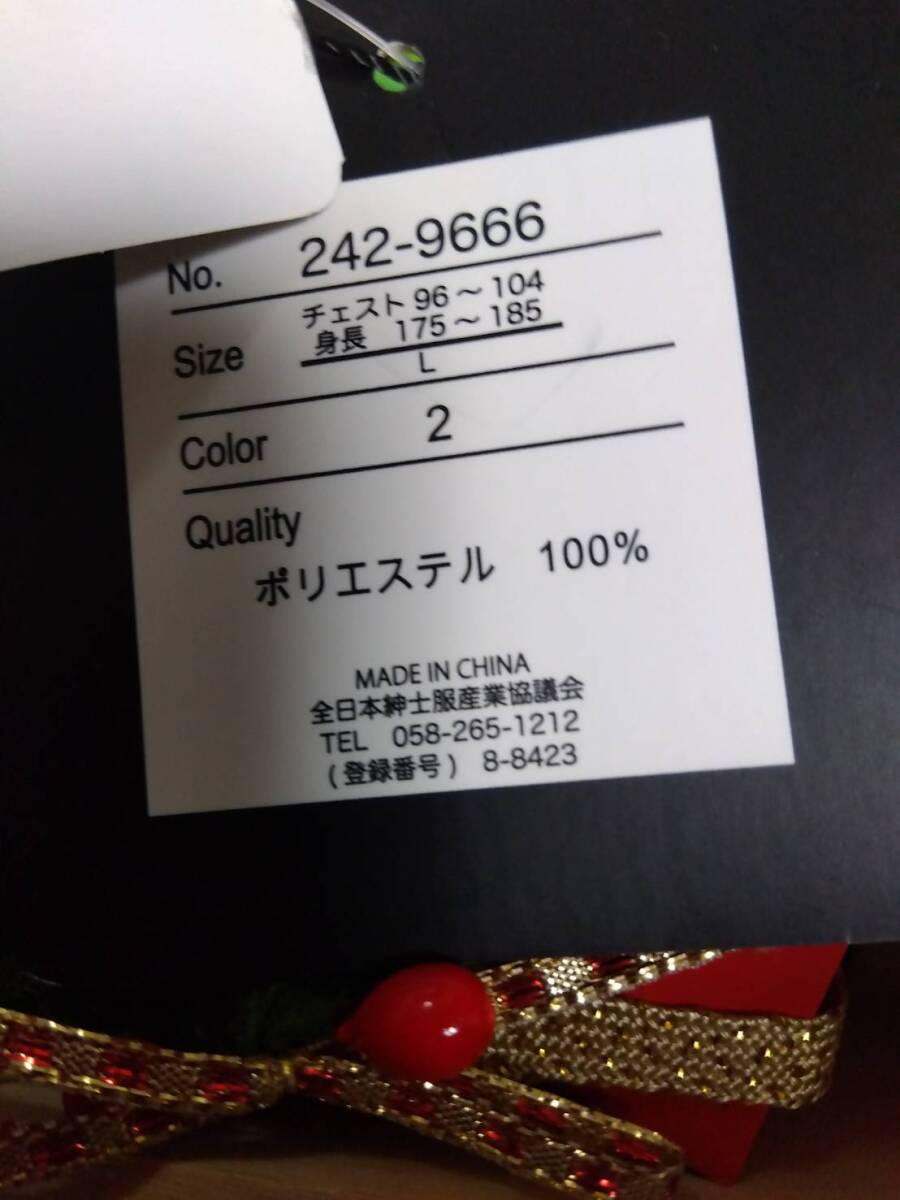 No. 242-9666
Size チェスト 96～104
身長 175～185
L
Color 2
Quality
ポリエステル 100%
MADE IN CHINA
全日本紳士服産業協議会
TEL 058-265-1212
(登録番号) 8-8423